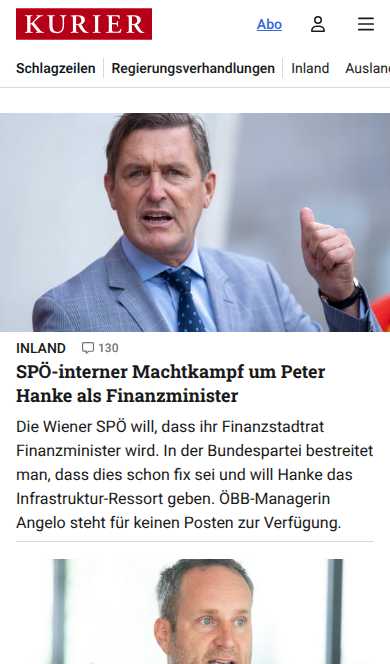 KURIER
Abo
Schlagzeilen
Regierungsverhandlungen
Inland
INLAND
130
SPÖ-interner Machtkampf um Peter
Hanke als Finanzminister
Die Wiener SPÖ will, dass ihr Finanzstadtrat
Finanzminister wird. In der Bundespartei bestreitet
man, dass dies schon fix sei und will Hanke das
Infrastruktur-Ressort geben. ÖBB-Managerin
Angelo steht für keinen Posten zur Verfügung.